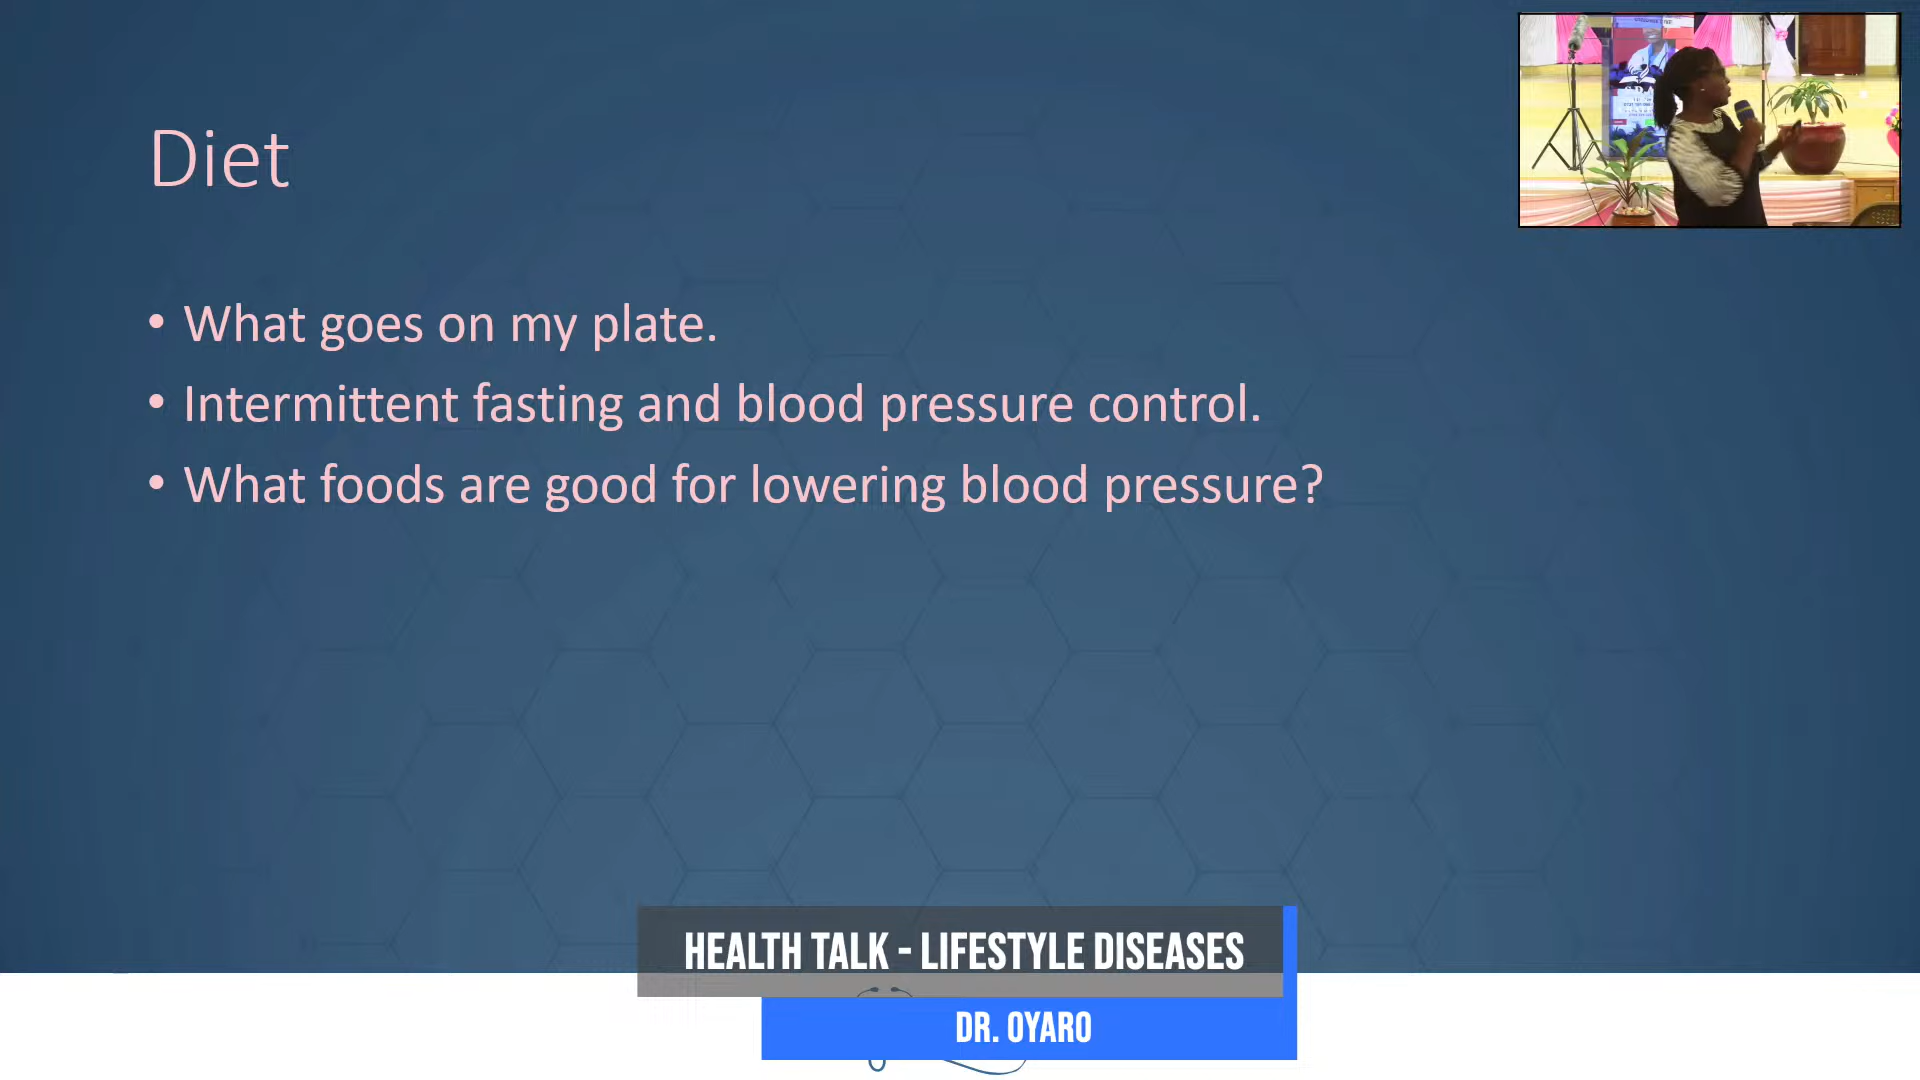 Diet
• What goes on my plate.
• Intermittent fasting and blood pressure control.
• What foods are good for lowering blood pressure?
HEALTH TALK - LIFESTYLE DISEASES
DR. OYARO